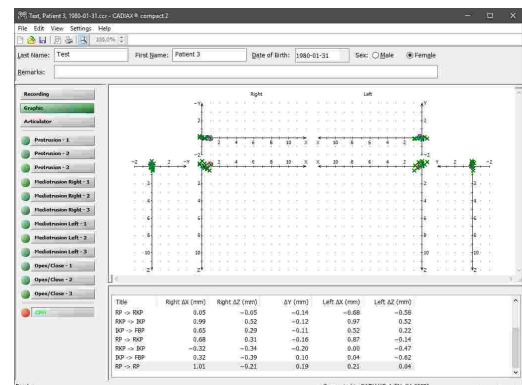 Test, Patient 3, 1980-01-31.ccr - CADIAX® compact 2
File Edit View Settings Help
Last Name: Test First Name: Patient 3 Date of Birth: 1980-01-31 Sex: Male Female
Remarks:
Recording
Graphic
Articulator
Protrusion - 1
Protrusion - 2
Protrusion - 3
Mediotrusion Right - 1
Mediotrusion Right - 2
Mediotrusion Right - 3
Mediotrusion Left - 1
Mediotrusion Left - 2
Mediotrusion Left - 3
Open/Close - 1
Open/Close - 2
Open/Close - 3
Right Left
Title Right ΔX (mm) Right ΔZ (mm) ΔY (mm) Left ΔX (mm) Left ΔZ (mm)
RP -> RKP 0.05 -0.05 -0.14 -0.68 -0.58
RKP -> IKP 0.99 0.52 -0.12 0.97 0.52
IKP -> FBP 0.65 0.29 -0.11 0.52 0.22
RP -> RKP 0.68 0.31 -0.16 0.87 -0.14
RKP -> IKP -0.32 -0.34 -0.20 0.00 -0.47
IKP -> FBP 0.32 -0.39 0.10 0.04 -0.62
RP -> RP 1.01 -0.21 0.19 0.21 0.04